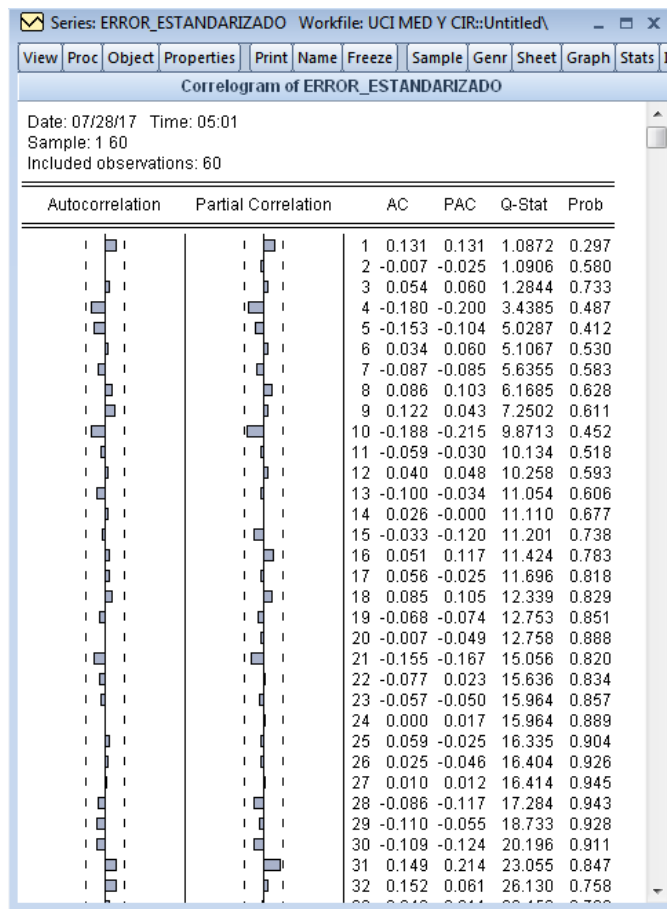 Series: ERROR_ESTANDARIZADO Workfile: UCI MED Y CIR::Untitled\
View Proc Object Properties Print Name Freeze Sample Genr Sheet Graph Stats
Correlogram of ERROR_ESTANDARIZADO
Date: 07/28/17 Time: 05:01
Sample: 1 60
Included observations: 60
Autocorrelation Partial Correlation AC PAC Q-Stat Prob
1 0.131 0.131 1.0872 0.297
2 -0.007 -0.025 1.0906 0.580
3 0.054 0.060 1.2844 0.733
4 -0.180 -0.200 3.4385 0.487
5 -0.153 -0.104 5.0287 0.412
6 0.034 0.060 5.1067 0.530
7 -0.087 -0.085 5.6355 0.583
8 0.086 0.103 6.1685 0.628
9 0.122 0.043 7.2502 0.611
10 -0.188 -0.215 9.8713 0.452
11 -0.059 -0.030 10.134 0.518
12 0.040 0.048 10.258 0.593
13 -0.100 -0.034 11.054 0.606
14 0.026 -0.000 11.110 0.677
15 -0.033 -0.120 11.201 0.738
16 0.051 0.117 11.424 0.783
17 0.056 -0.025 11.696 0.818
18 0.085 0.105 12.339 0.829
19 -0.068 -0.074 12.753 0.851
20 -0.007 -0.049 12.758 0.888
21 -0.155 -0.167 15.056 0.820
22 -0.077 0.023 15.636 0.834
23 -0.057 -0.050 15.964 0.857
24 0.000 0.017 15.964 0.889
25 0.059 -0.025 16.335 0.904
26 0.025 -0.046 16.404 0.926
27 0.010 0.012 16.414 0.945
28 -0.086 -0.117 17.284 0.943
29 -0.110 -0.055 18.733 0.928
30 -0.109 -0.124 20.196 0.911
31 0.149 0.214 23.055 0.847
32 0.152 0.061 26.130 0.758